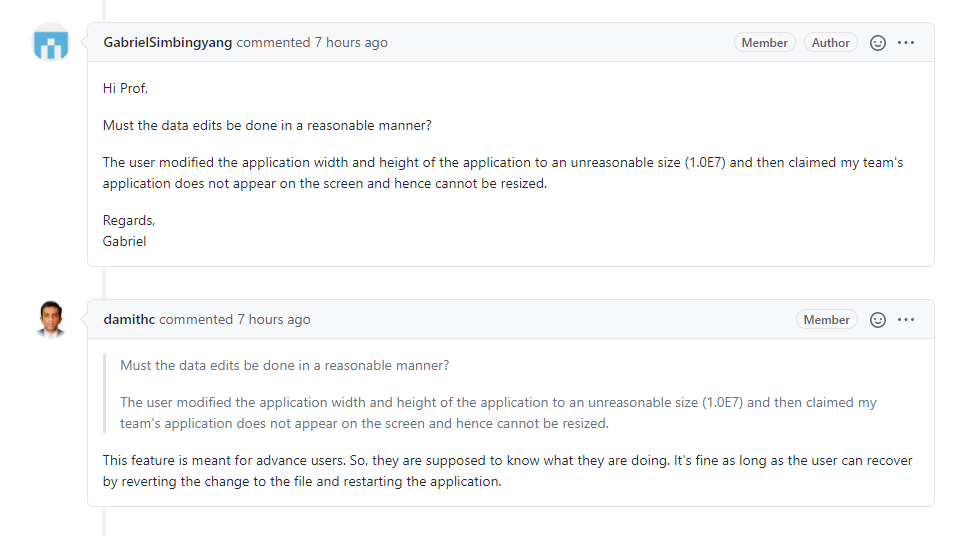 GabrielSimbingyang commented 7 hours ago Member Author
Hi Prof,
Must the data edits be done in a reasonable manner?
The user modified the application width and height of the application to an unreasonable size (1.0E7) and then claimed my team's
application does not appear on the screen and hence cannot be resized.
Regards,
Gabriel
damithc commented 7 hours ago Member
Must the data edits be done in a reasonable manner?
The user modified the application width and height of the application to an unreasonable size (1.0E7) and then claimed my
team's application does not appear on the screen and hence cannot be resized.
This feature is meant for advance users. So, they are supposed to know what they are doing. It's fine as long as the user can recover
by reverting the change to the file and restarting the application.